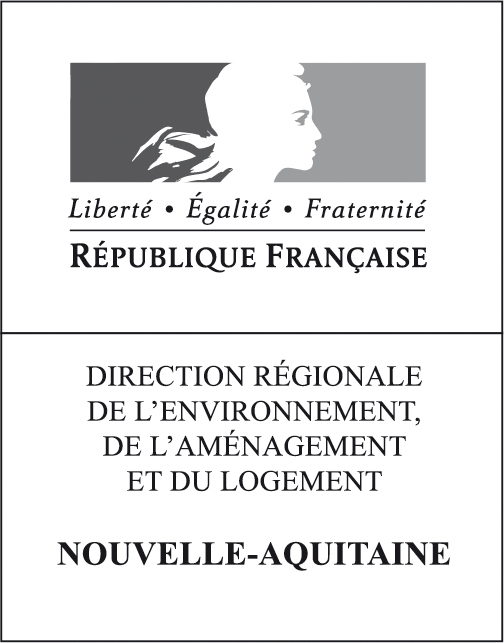 Liberté • Égalité • Fraternité
RÉPUBLIQUE FRANÇAISE
DIRECTION RÉGIONALE
DE L’ENVIRONNEMENT,
DE L’AMÉNAGEMENT
ET DU LOGEMENT
NOUVELLE-AQUITAINE